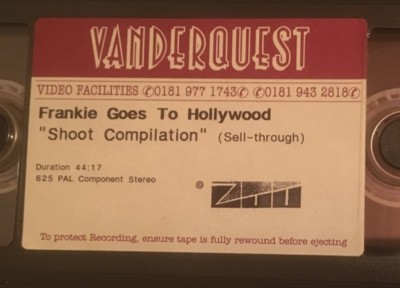 VANDERQUEST
VIDEO FACILITIES ✆0181 977 1743✆ ✆0181 943 2818✆
Frankie Goes To Hollywood
"Shoot Compilation" (Sell-through)
Duration 44:17
625 PAL Component Stereo
© ZTT
To protect Recording, ensure tape is fully rewound before ejecting